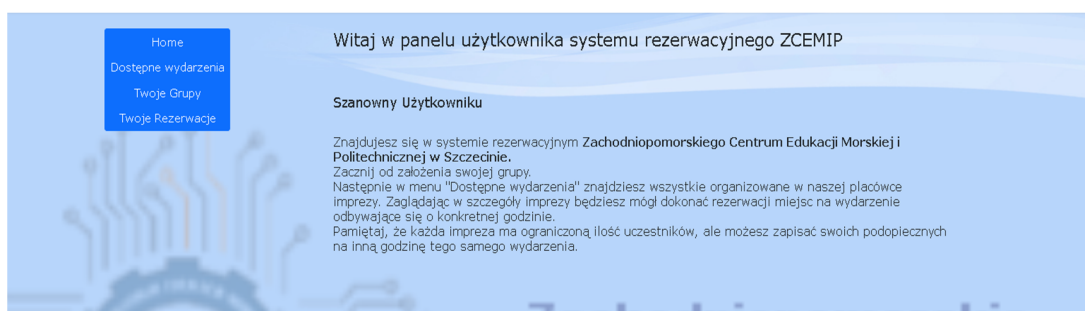 Home
Dostępne wydarzenia
Twoje Grupy
Twoje Rezerwacje
Witaj w panelu użytkownika systemu rezerwacyjnego ZCEMIP
Szanowny Użytkowniku
Znajdujesz się w systemie rezerwacyjnym Zachodniopomorskiego Centrum Edukacji Morskiej i
Politechnicznej w Szczecinie.
Zacznij od założenia swojej grupy.
Następnie w menu "Dostępne wydarzenia" znajdziesz wszystkie organizowane w naszej placówce
imprezy. Zaglądając w szczegóły imprezy będziesz mógł dokonać rezerwacji miejsc na wydarzenie
odbywające się o konkretnej godzinie.
Pamiętaj, że każda impreza ma ograniczoną ilość uczestników, ale możesz zapisać swoich podopiecznych
na inną godzinę tego samego wydarzenia.